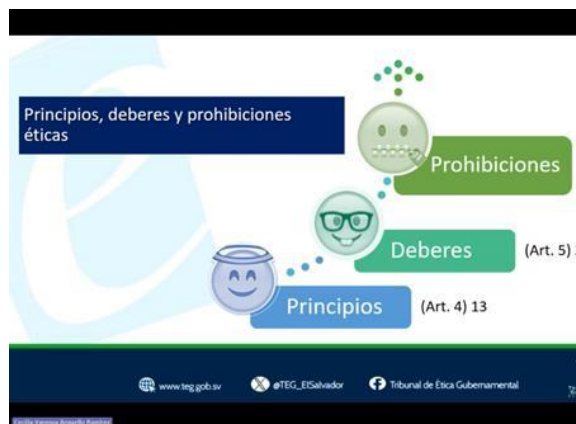 Principios, deberes y prohibiciones
éticas
Prohibiciones
Deberes
(Art. 5)
Principios
(Art. 4) 13
www.teg.gob.sv
@TEG_ElSalvador
Tribunal de Ética Gubernamental